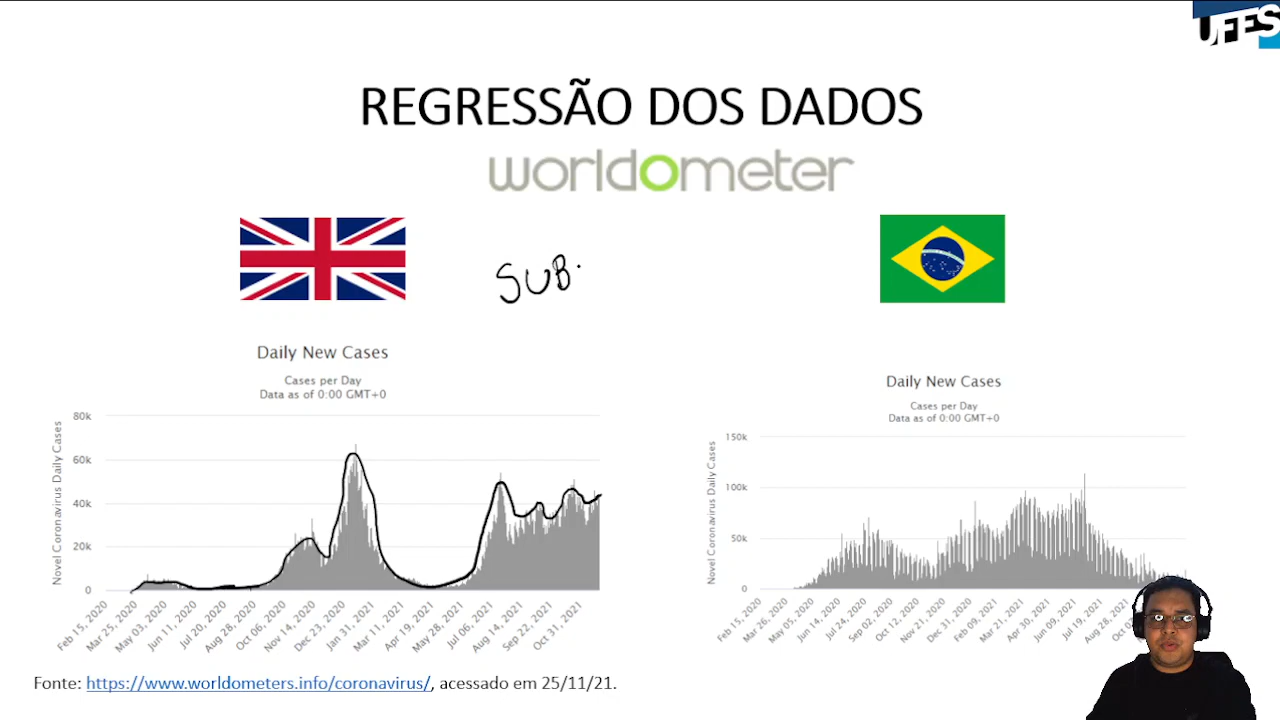 UFES
REGRESSÃO DOS DADOS
worldometer
SUB.
Daily New Cases
Cases per Day
Data as of 0:00 GMT+0
Novel Coronavirus Daily Cases
80k
60k
40k
20k
0
Feb 15, 2020
Mar 25, 2020
May 03, 2020
Jun 11, 2020
Jul 20, 2020
Aug 28, 2020
Oct 06, 2020
Nov 14, 2020
Dec 23, 2020
Jan 31, 2021
Mar 11, 2021
Apr 19, 2021
May 28, 2021
Jul 06, 2021
Aug 14, 2021
Sep 22, 2021
Oct 31, 2021
Daily New Cases
Cases per Day
Data as of 0:00 GMT+0
Novel Coronavirus Daily Cases
150k
100k
50k
0
Feb 15, 2020
Mar 26, 2020
May 05, 2020
Jun 14, 2020
Jul 24, 2020
Sep 02, 2020
Oct 12, 2020
Nov 21, 2020
Dec 31, 2020
Feb 09, 2021
Mar 21, 2021
Apr 30, 2021
Jun 09, 2021
Jul 19, 2021
Aug 28, 2021
Fonte: https://www.worldometers.info/coronavirus/, acessado em 25/11/21.